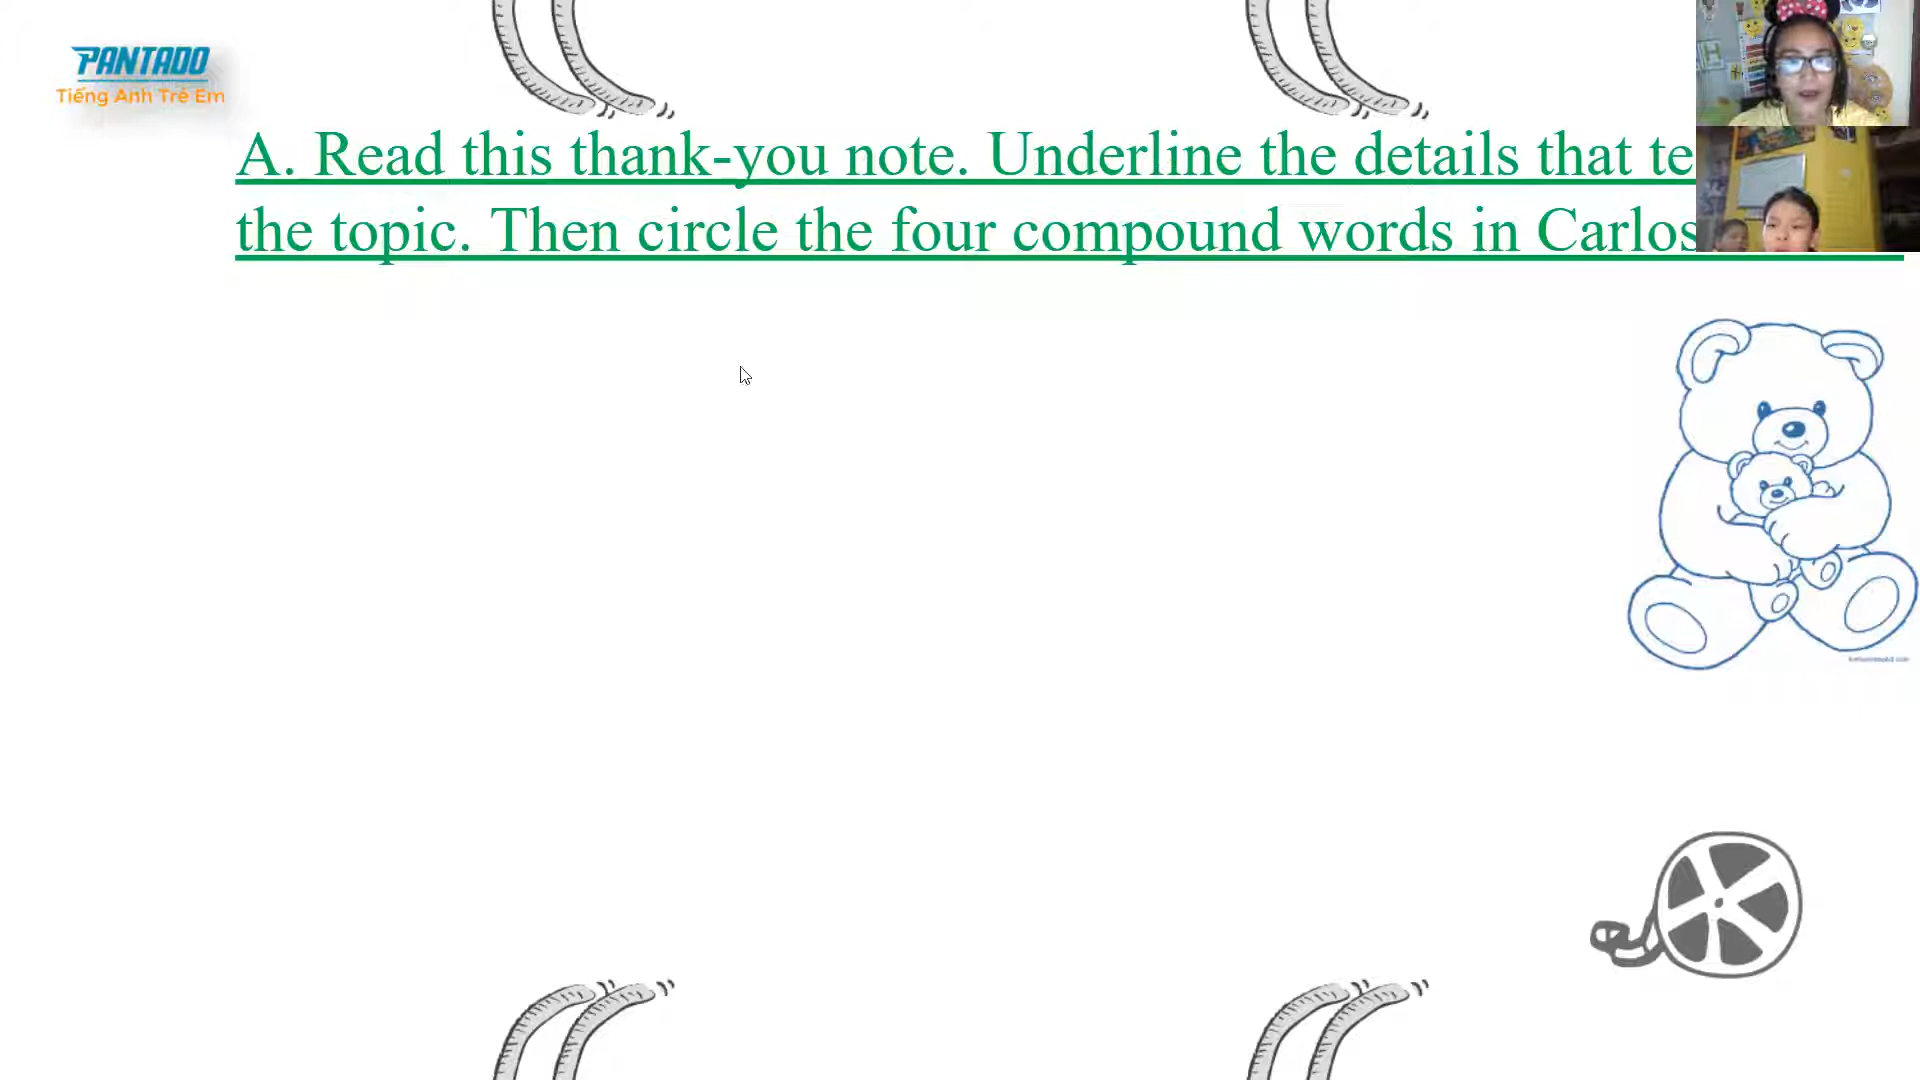 PANTADO
Tiếng Anh Trẻ Em
A. Read this thank-you note. Underline the details that te
the topic. Then circle the four compound words in Carlos